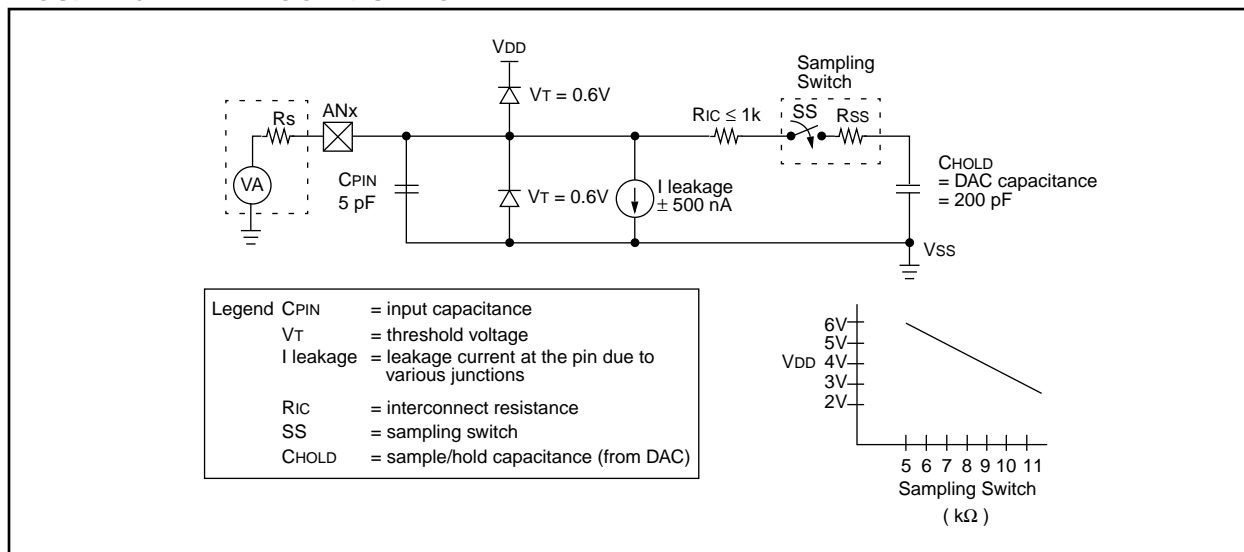 VDD
Sampling
Switch
VT = 0.6V
RS
ANx
RIC ≤ 1k
SS
RSS
VA
CPIN
5 pF
VT = 0.6V
I leakage
± 500 nA
CHOLD
= DAC capacitance
= 200 pF
VSS
Legend CPIN = input capacitance
VT = threshold voltage
I leakage = leakage current at the pin due to
various junctions
RIC = interconnect resistance
SS = sampling switch
CHOLD = sample/hold capacitance (from DAC)
6V
5V
VDD 4V
3V
2V
5 6 7 8 9 10 11
Sampling Switch
( kΩ )